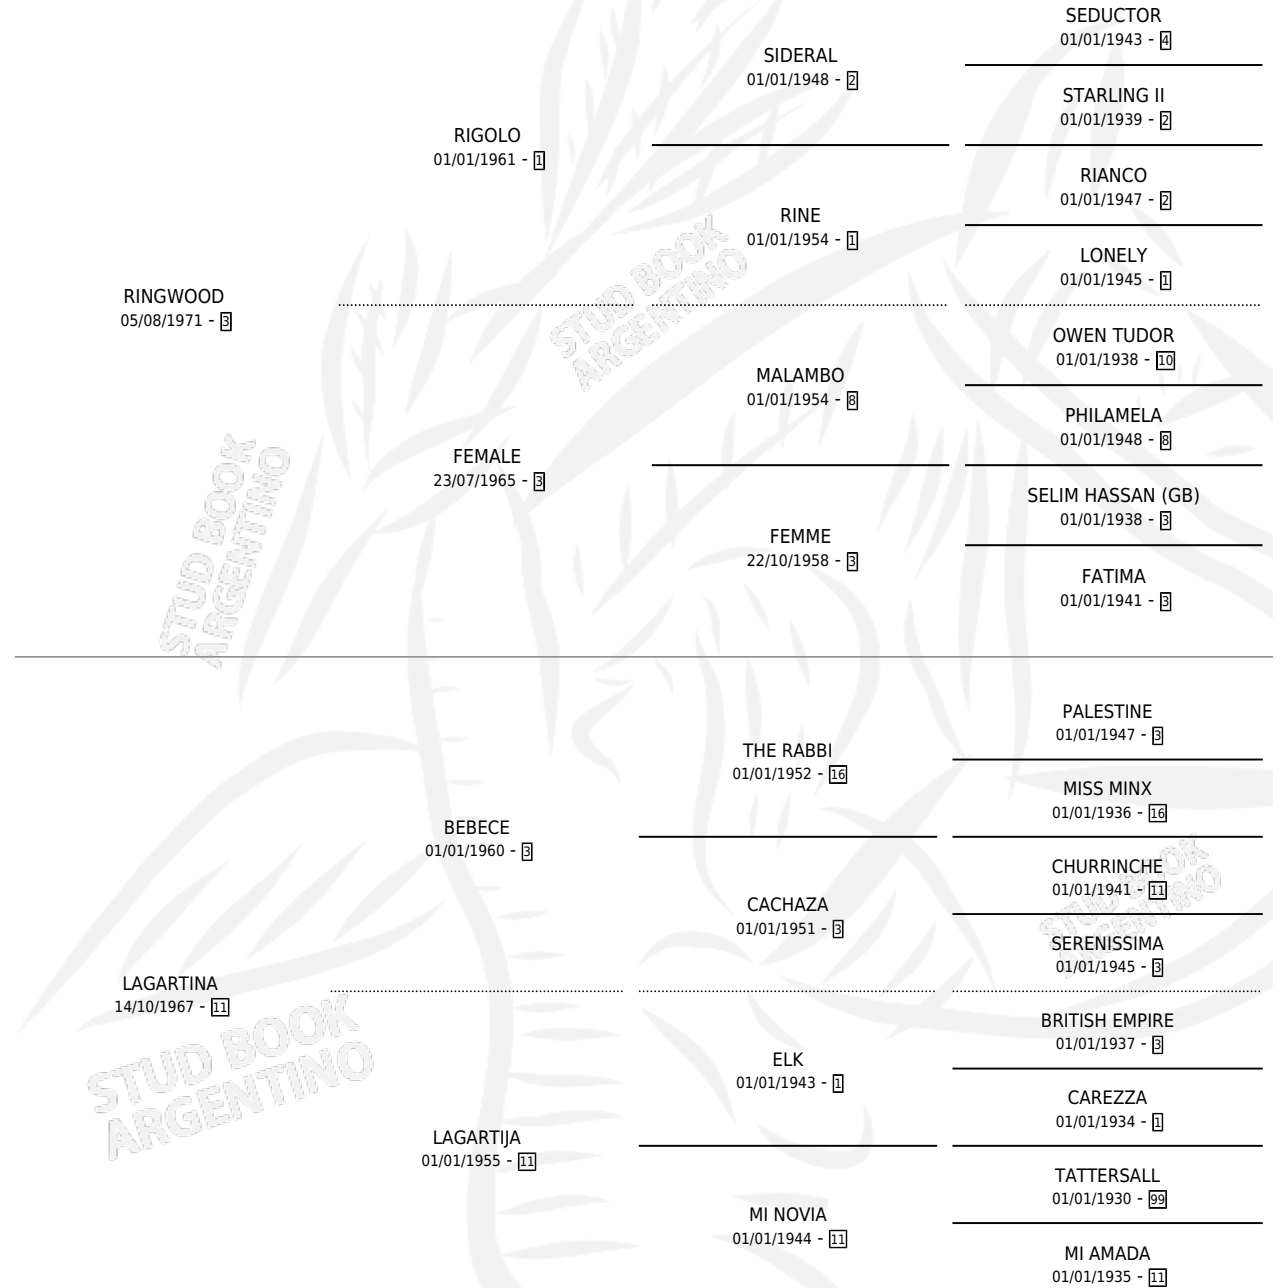 SEDUCTOR
01/01/1943 - 4
SIDERAL
01/01/1948 - 2
STARLING II
01/01/1939 - 2
RIGOLO
01/01/1961 - 1
RIANCO
01/01/1947 - 2
RINE
01/01/1954 - 1
LONELY
01/01/1945 - 1
RINGWOOD
05/08/1971 - 3
OWEN TUDOR
01/01/1938 - 10
MALAMBO
01/01/1954 - 8
PHILAMELA
01/01/1948 - 8
FEMALE
23/07/1965 - 3
SELIM HASSAN (GB)
01/01/1938 - 3
FEMME
22/10/1958 - 3
FATIMA
01/01/1941 - 3
PALESTINE
01/01/1947 - 3
THE RABBI
01/01/1952 - 16
MISS MINX
01/01/1936 - 16
BEBECE
01/01/1960 - 3
CHURRINCHE
01/01/1941 - 11
CACHAZA
01/01/1951 - 3
SERENISSIMA
01/01/1945 - 3
LAGARTINA
14/10/1967 - 11
BRITISH EMPIRE
01/01/1937 - 3
ELK
01/01/1943 - 1
CAREZZA
01/01/1934 - 1
LAGARTIJA
01/01/1955 - 11
TATTERSALL
01/01/1930 - 99
MI NOVIA
01/01/1944 - 11
MI AMADA
01/01/1935 - 11
STUD BOOK
ARGENTINO
STUD BOOK
ARGENTINO
STUD BOOK
ARGENTINO
STUD BOOK
ARGENTINO